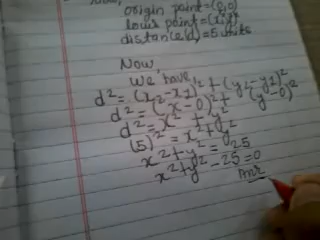 Now,
origin point=(0,0)
locus point=(x,y)
distance(d)=5 units
Now,
We have,
d²= (x₂-x₁)²+(y₂-y₁)²
d²= (x-0)²+ (y-0)²
d²= x² + y²
(5)² = x²+y²
x²+y² = 25
x²+y²-25=0
Ans